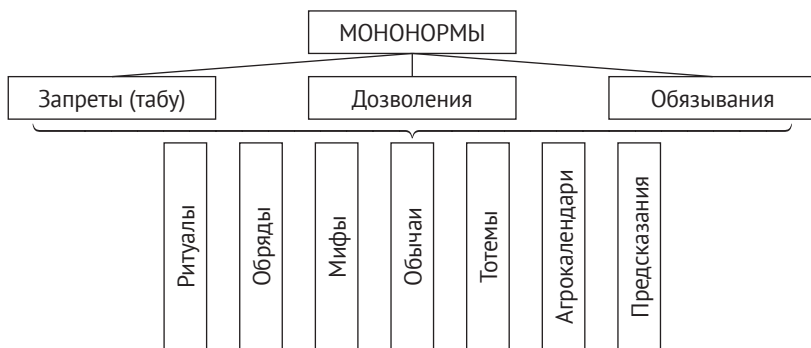 МОНОНОРМЫ
Запреты (табу)
Дозволения
Обязывания
Ритуалы
Обряды
Мифы
Обычаи
Тотемы
Агрокалендари
Предсказания